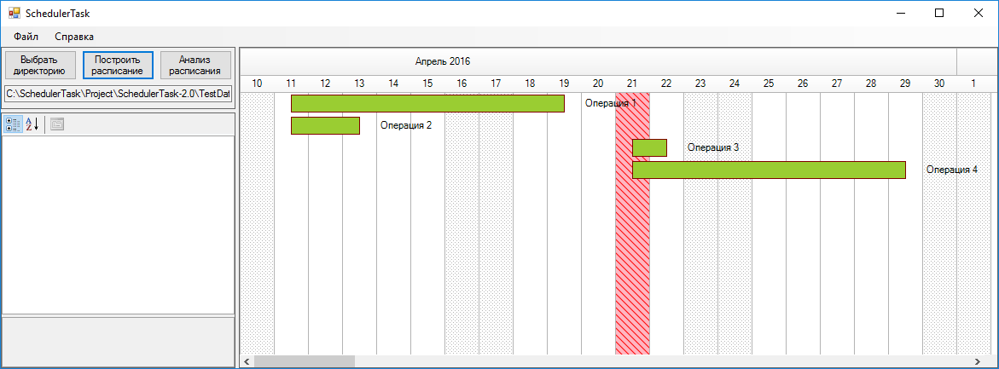 SchedulerTask
Файл Справка
Выбрать директорию
Построить расписание
Анализ расписания
C:\SchedulerTask\Project\SchedulerTask-2.0\TestDat
Апрель 2016
10 11 12 13 14 15 16 17 18 19 20 21 22 23 24 25 26 27 28 29 30 1
Операция 1
Операция 2
Операция 3
Операция 4